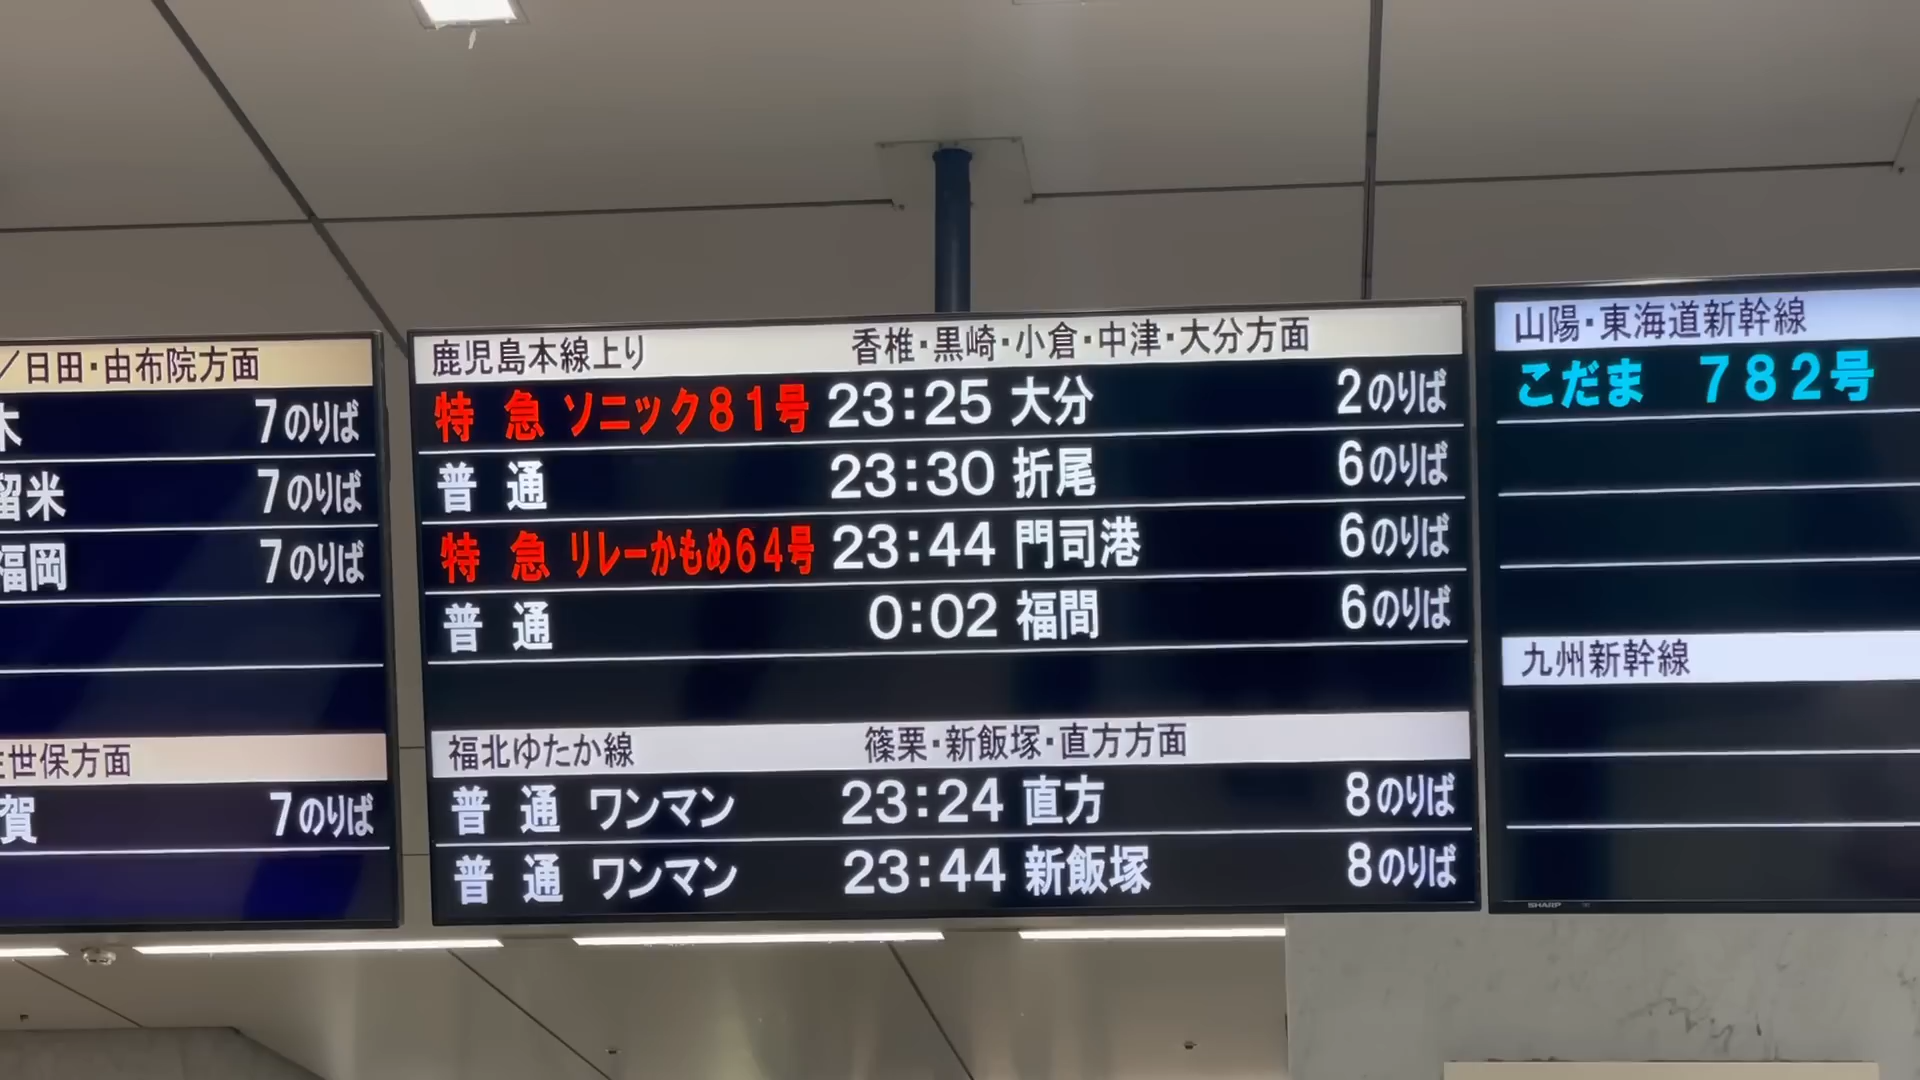 ／日田・由布院方面
木 7のりば
留米 7のりば
福岡 7のりば
世保方面
賀 7のりば
鹿児島本線上り 香椎・黒崎・小倉・中津・大分方面
特 急 ソニック81号 23:25 大分 2のりば
普 通 23:30 折尾 6のりば
特 急 リレーかもめ64号 23:44 門司港 6のりば
普 通 0:02 福間 6のりば
福北ゆたか線 篠栗・新飯塚・直方方面
普 通 ワンマン 23:24 直方 8のりば
普 通 ワンマン 23:44 新飯塚 8のりば
山陽・東海道新幹線
こだま 782号
九州新幹線
SHARP